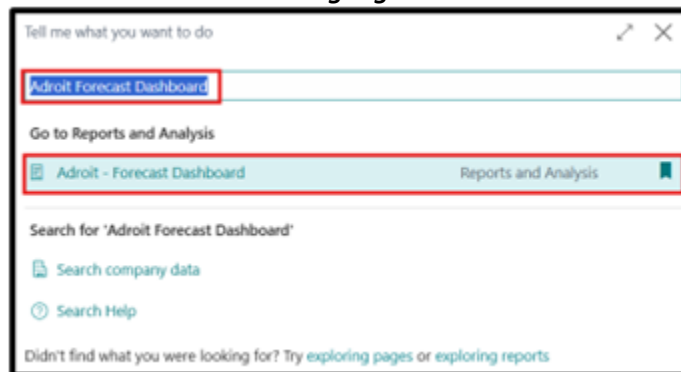 Tell me what you want to do
Adroit Forecast Dashboard
Go to Reports and Analysis
Adroit - Forecast Dashboard Reports and Analysis
Search for 'Adroit Forecast Dashboard'
Search company data
Search Help
Didn't find what you were looking for? Try exploring pages or exploring reports